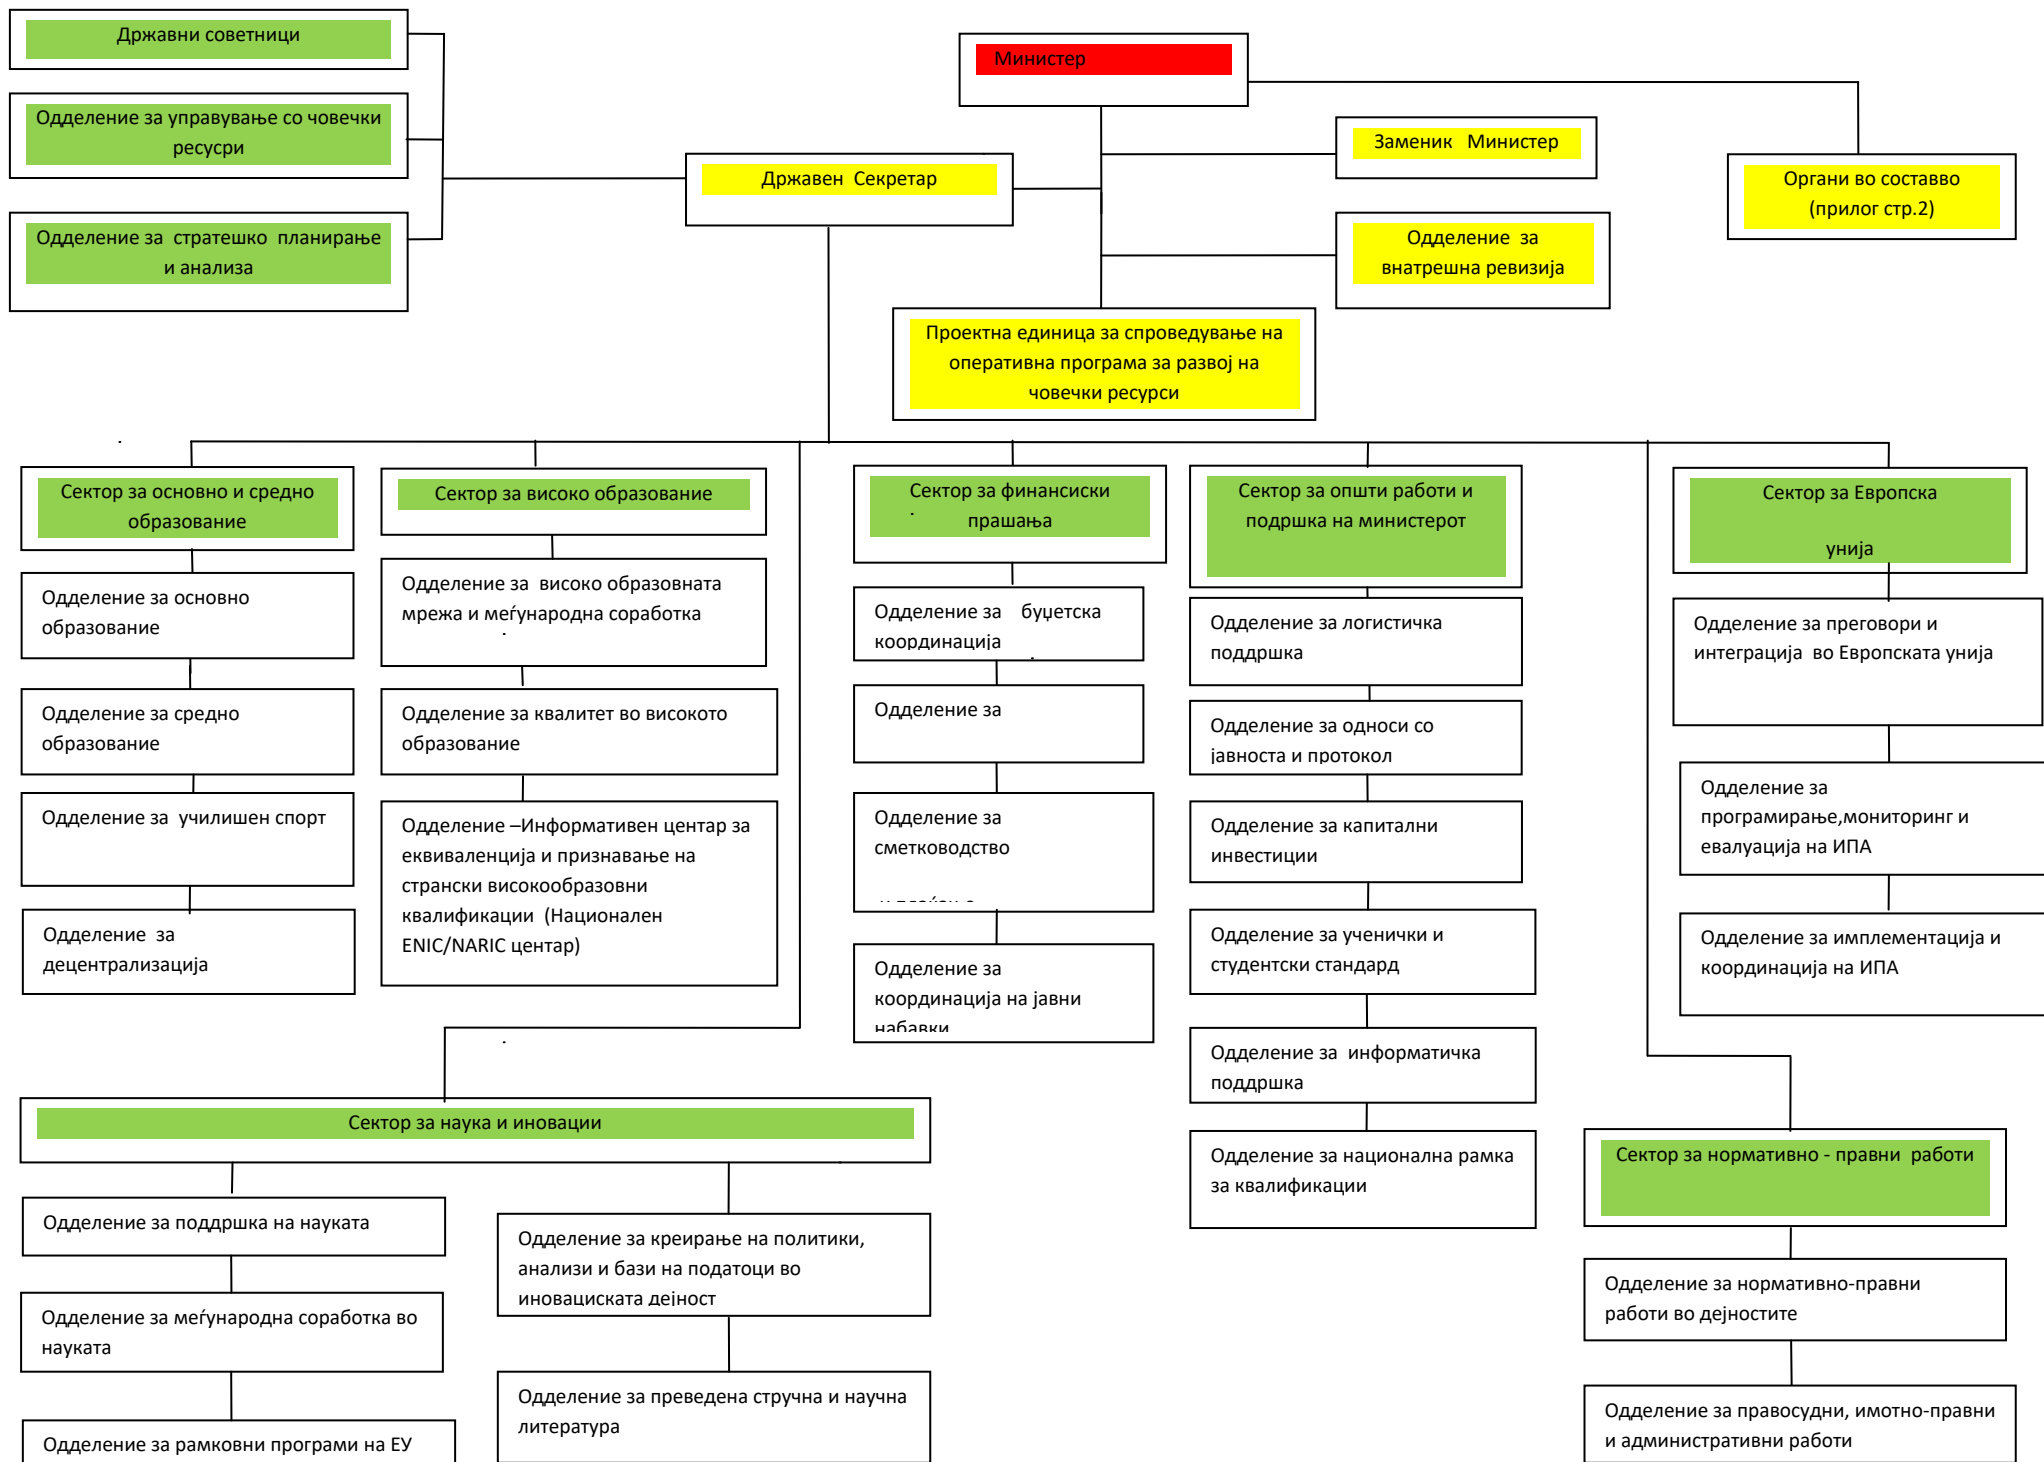 Државни советници
Одделение за управување со човечки
ресусри
Одделение за стратешко планирање
и анализа
Државен Секретар
Министер
Заменик Министер
Одделение за
внатрешна ревизија
Органи во составво
(прилог стр.2)
Проектна единица за спроведување на
оперативна програма за развој на
човечки ресурси
Сектор за основно и средно
образование
Одделение за основно
образование
Одделение за средно
образование
Одделение за училишен спорт
Одделение за
децентрализација
Сектор за високо образование
Одделение за високо образовната
мрежа и меѓународна соработка
Одделение за квалитет во високото
образование
Одделение –Информативен центар за
еквиваленција и признавање на
странски високообразовни
квалификации (Национален
ENIC/NARIC центар)
Сектор за финансиски
прашања
Одделение за буџетска
координација
Одделение за
Одделение за
сметководство
Одделение за
координација на јавни
набавки
Сектор за општи работи и
подршка на министерот
Одделение за логистичка
поддршка
Одделение за односи со
јавноста и протокол
Одделение за капитални
инвестиции
Одделение за ученички и
студентски стандард
Одделение за информатичка
поддршка
Одделение за национална рамка
за квалификации
Сектор за Европска
унија
Одделение за преговори и
интеграција во Европската унија
Одделение за
програмирање,мониторинг и
евалуација на ИПА
Одделение за имплементација и
координација на ИПА
Сектор за наука и иновации
Одделение за поддршка на науката
Одделение за меѓународна соработка во
науката
Одделение за рамковни програми на ЕУ
Одделение за креирање на политики,
анализи и бази на податоци во
иновациската дејност
Одделение за преведена стручна и научна
литература
Сектор за нормативно - правни работи
Одделение за нормативно-правни
работи во дејностите
Одделение за правосудни, имотно-правни
и административни работи